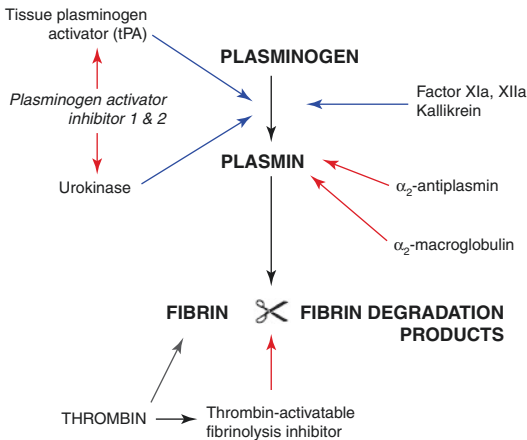 Tissue plasminogen
activator (tPA)
PLASMINOGEN
Plasminogen activator
inhibitor 1 & 2
Factor XIa, XIIa
Kallikrein
PLASMIN
Urokinase
α₂-antiplasmin
α₂-macroglobulin
FIBRIN
FIBRIN DEGRADATION
PRODUCTS
THROMBIN
Thrombin-activatable
fibrinolysis inhibitor